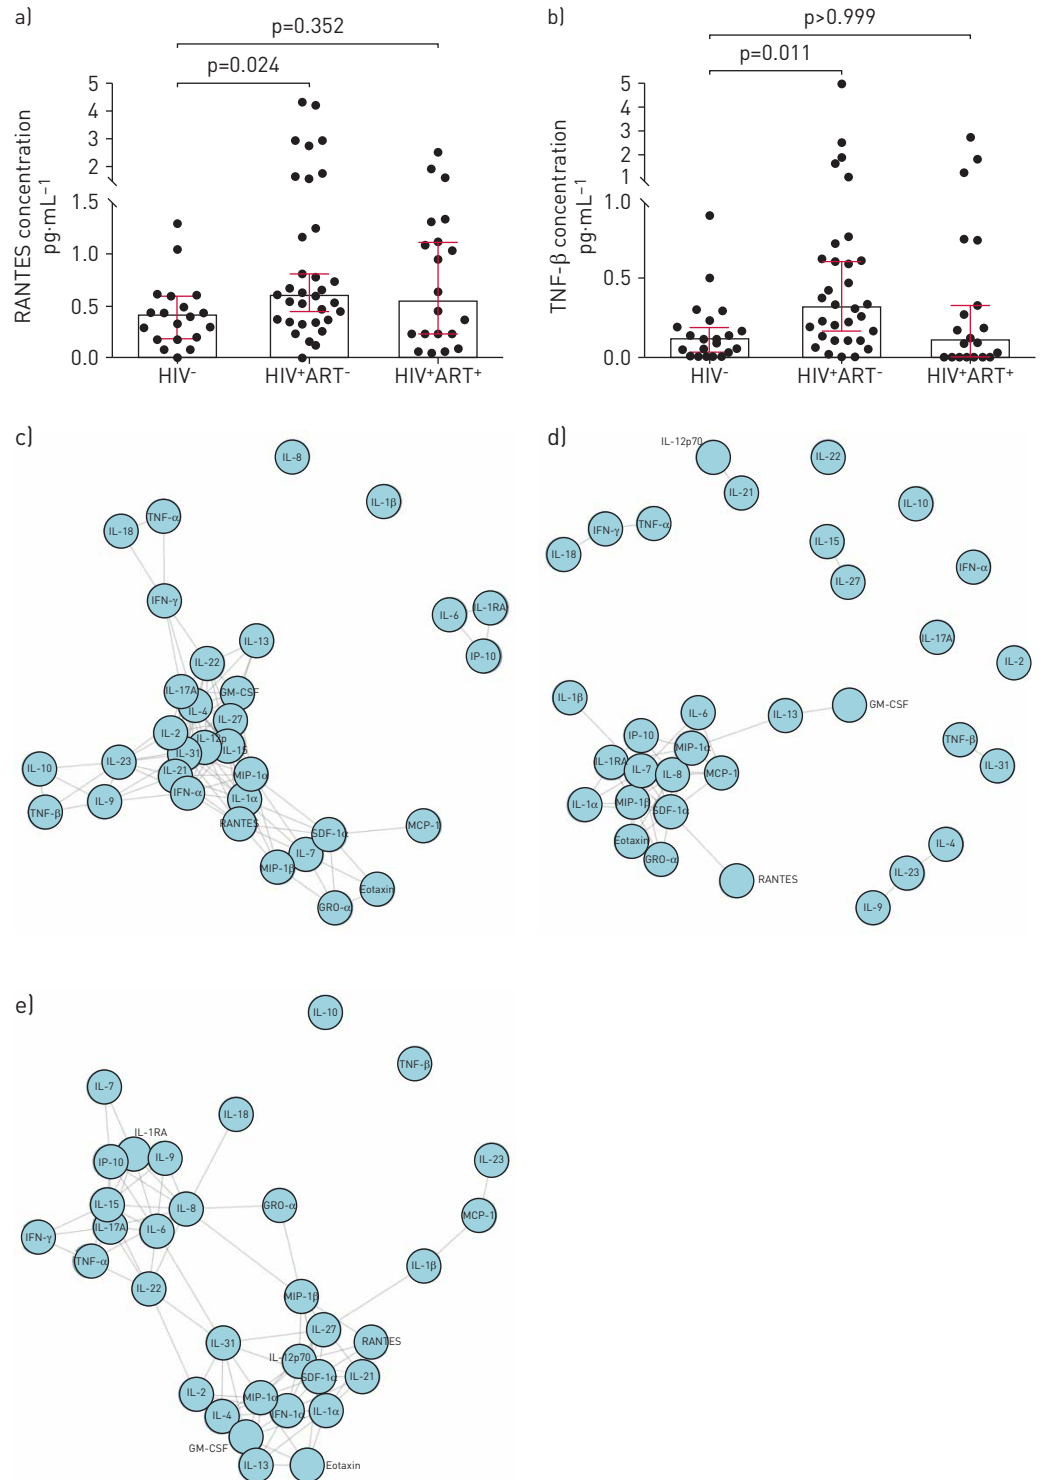 a)
p=0.352
p=0.024
RANTES concentration
pg·mL⁻¹
5
4
3
2
1.5
1.0
0.5
0.0
HIV⁻
HIV⁺ART⁻
HIV⁺ART⁺
b)
p>0.999
p=0.011
TNF-β concentration
pg·mL⁻¹
5
4
3
2
1
1.0
0.5
0.0
HIV⁻
HIV⁺ART⁻
HIV⁺ART⁺
c)
IL-8
IL-1β
TNF-α
IL-18
IFN-γ
IL-6
IL-1RA
IP-10
IL-13
IL-22
IL-17A
GM-CSF
IL-4
IL-27
IL-2
IL-12p
IL-15
IL-31
IL-23
IL-10
IL-21
MIP-1α
IFN-α
IL-1α
IL-9
TNF-β
RANTES
SDF-1α
MCP-1
IL-7
MIP-1β
Eotaxin
GRO-α
d)
IL-12p70
IL-22
IL-21
IL-10
IFN-γ
TNF-α
IL-18
IL-15
IL-27
IFN-α
IL-17A
IL-2
IL-1β
IL-6
IL-13
GM-CSF
IP-10
MIP-1α
TNF-β
IL-1RA
IL-7
IL-8
MCP-1
IL-31
IL-1α
MIP-1β
SDF-1α
Eotaxin
GRO-α
IL-4
RANTES
IL-23
IL-9
e)
IL-10
TNF-β
IL-7
IL-18
IL-1RA
IP-10
IL-9
IL-23
IL-15
IL-8
GRO-α
MCP-1
IL-17A
IL-6
IFN-γ
TNF-α
IL-1β
IL-22
MIP-1β
IL-27
IL-31
RANTES
IL-12p70
SDF-1α
IL-21
IL-2
MIP-1α
IL-4
IFN-1α
IL-1α
GM-CSF
IL-13
Eotaxin